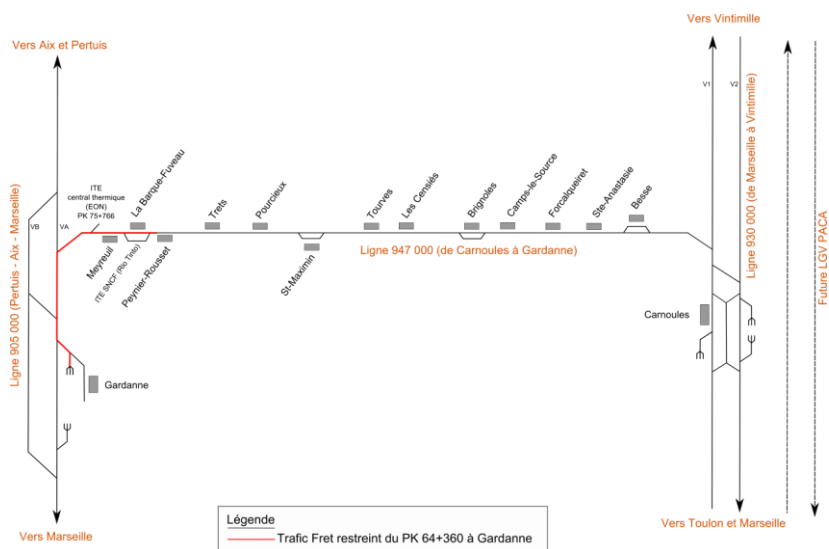 Vers Vintimille
Vers Aix et Pertuis
V1
V2
Ligne 930 000 (de Marseille à Vintimille)
Future LGV PACA
ITE
central thermique
(EON)
PK 75+766
La Barque-Fuveau
Trets
Pourcieux
Tourves
Les Censiés
Brignoles
Camps-le-Source
Forcalqueiret
Ste-Anastasie
Besse
VB
VA
Ligne 905 000 (Pertuis - Aix - Marseille)
Meyreuil
ITE SNCF (Rio Tinto)
Peynier-Rousset
St-Maximin
Ligne 947 000 (de Carnoules à Gardanne)
Carnoules
Gardanne
Vers Marseille
Vers Toulon et Marseille
Légende
Trafic Fret restreint du PK 64+360 à Gardanne